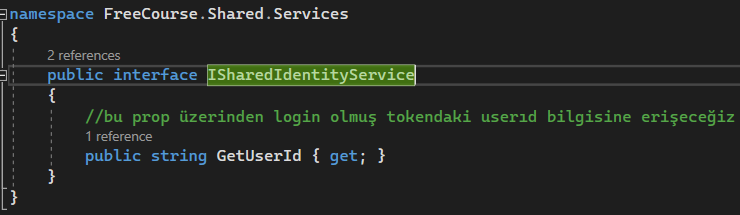 namespace FreeCourse.Shared.Services
{
2 references
public interface ISharedIdentityService
{
//bu prop üzerinden login olmuş tokendaki userıd bilgisine erişeceğiz
1 reference
public string GetUserId { get; }
}
}